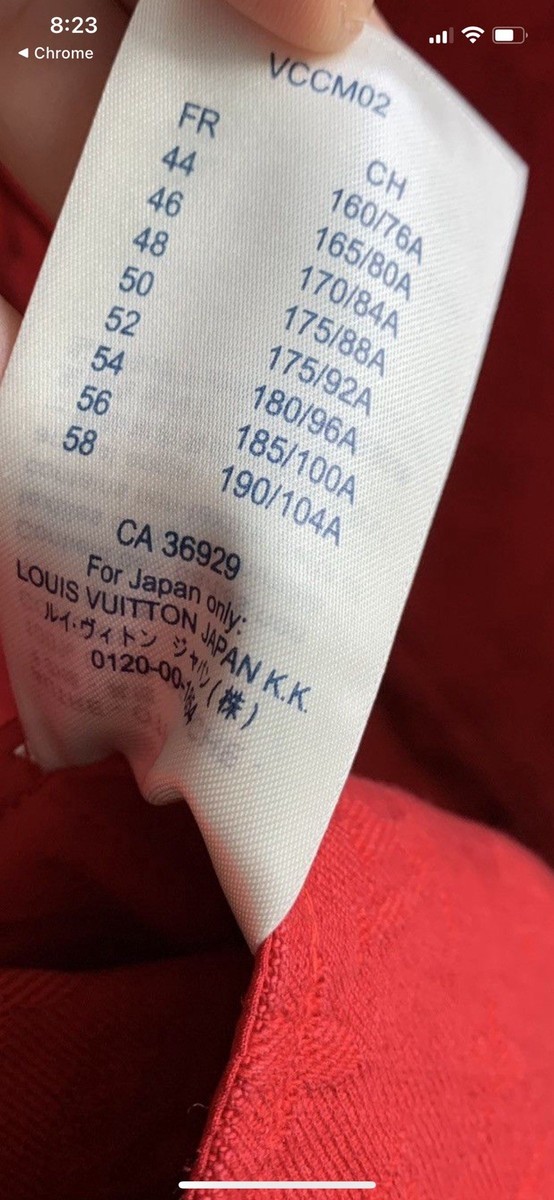 8:23
◀ Chrome
VCCM02
FR CH
44 160/76A
46 165/80A
48 170/84A
50 175/88A
52 175/92A
54 180/96A
56 185/100A
58 190/104A
CA 36929
For Japan only:
LOUIS VUITTON JAPAN K.K.
ルイ・ヴィトン ジャパン(株)
0120-00-